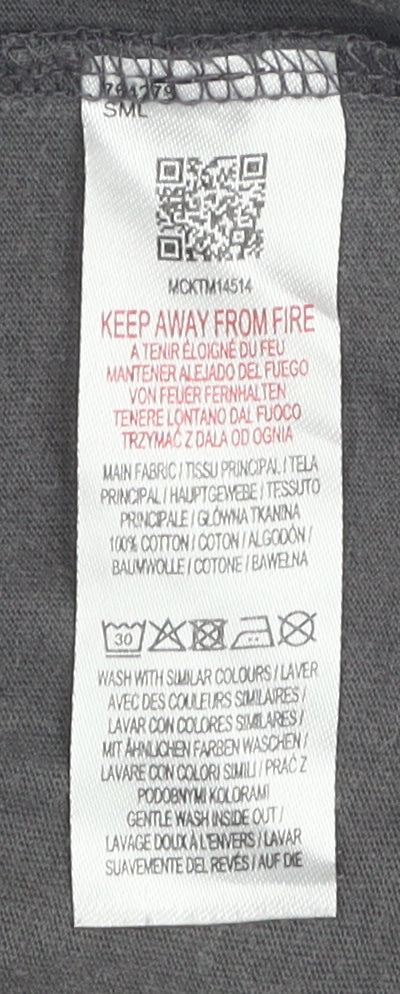 764279
SML
MCKTM14514
KEEP AWAY FROM FIRE
A TENIR ÉLOIGNÉ DU FEU
MANTENER ALEJADO DEL FUEGO
VON FEUER FERNHALTEN
TENERE LONTANO DAL FUOCO
TRZYMAĆ Z DALA OD OGNIA
MAIN FABRIC / TISSU PRINCIPAL / TELA
PRINCIPAL / HAUPTGEWEBE / TESSUTO
PRINCIPALE / GŁÓWNA TKANINA
100% COTTON / COTON / ALGODÓN /
BAUMWOLLE / COTONE / BAWEŁNA
30
WASH WITH SIMILAR COLOURS / LAVER
AVEC DES COULEURS SIMILAIRES /
LAVAR CON COLORES SIMILARES /
MIT ÄHNLICHEN FARBEN WASCHEN /
LAVARE CON COLORI SIMILI / PRAĆ Z
PODOBNYMI KOLORAMI
GENTLE WASH INSIDE OUT /
LAVAGE DOUX À L'ENVERS / LAVAR
SUAVEMENTE DEL REVÉS / AUF DIE